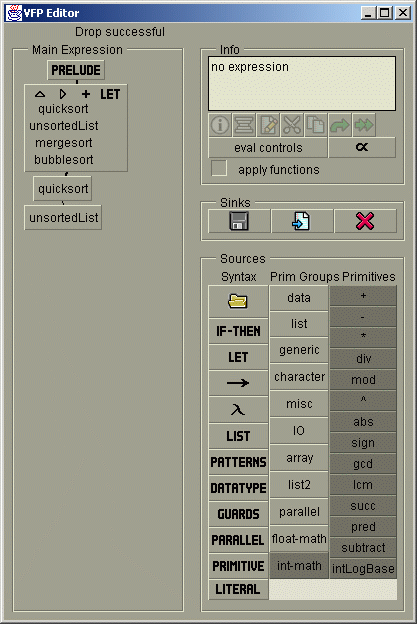 VFP Editor
Drop successful
Main Expression
PRELUDE
+ LET
quicksort
unsortedList
mergesort
bubblesort
quicksort
unsortedList
Info
no expression
eval controls
∝
apply functions
Sinks
Sources
Syntax
IF-THEN
LET
→
λ
LIST
PATTERNS
DATATYPE
GUARDS
PARALLEL
PRIMITIVE
LITERAL
Prim Groups
data
list
generic
character
misc
IO
array
list2
parallel
float-math
int-math
Primitives
+
-
*
div
mod
^
abs
sign
gcd
lcm
succ
pred
subtract
intLogBase